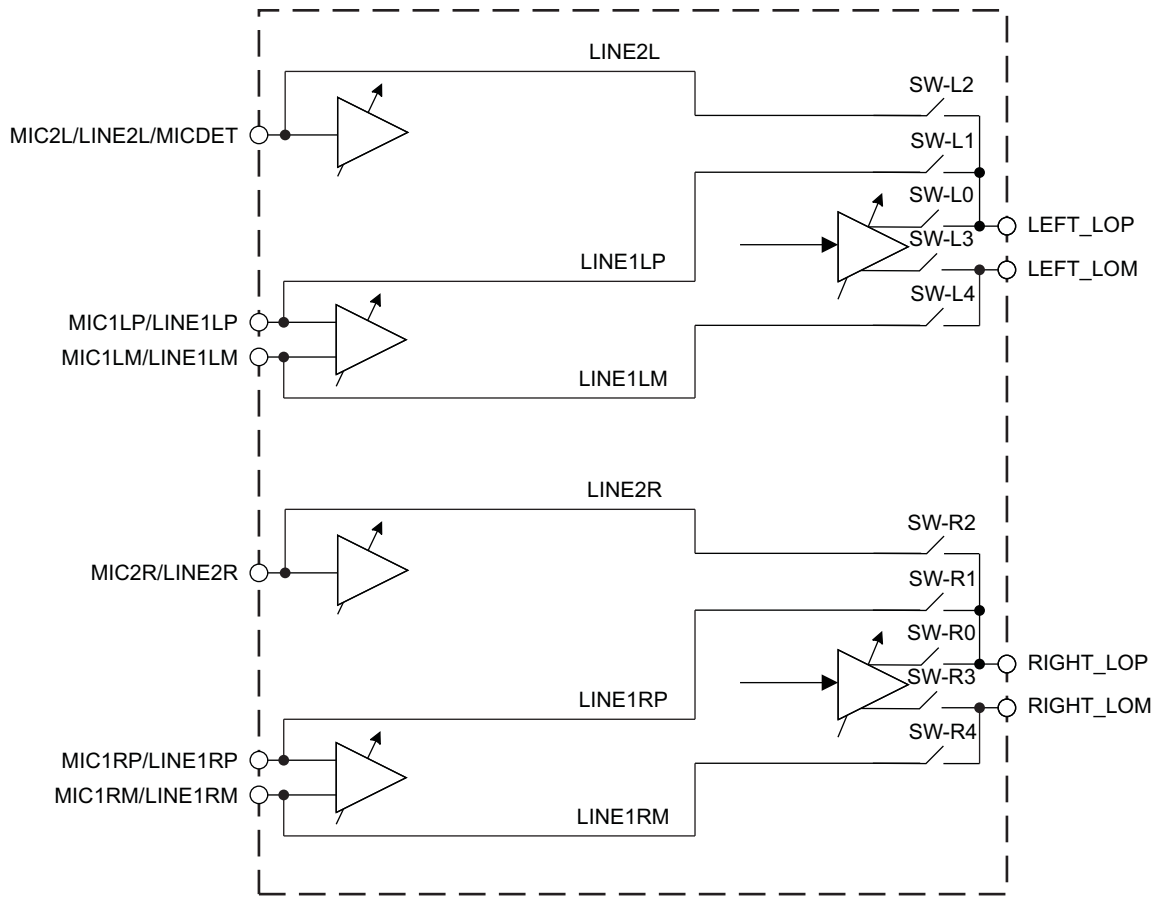 LINE2L
SW-L2
MIC2L/LINE2L/MICDET
SW-L1
SW-L0
LEFT_LOP
SW-L3
LINE1LP
LEFT_LOM
SW-L4
MIC1LP/LINE1LP
MIC1LM/LINE1LM
LINE1LM
LINE2R
SW-R2
MIC2R/LINE2R
SW-R1
SW-R0
RIGHT_LOP
SW-R3
LINE1RP
RIGHT_LOM
SW-R4
MIC1RP/LINE1RP
MIC1RM/LINE1RM
LINE1RM